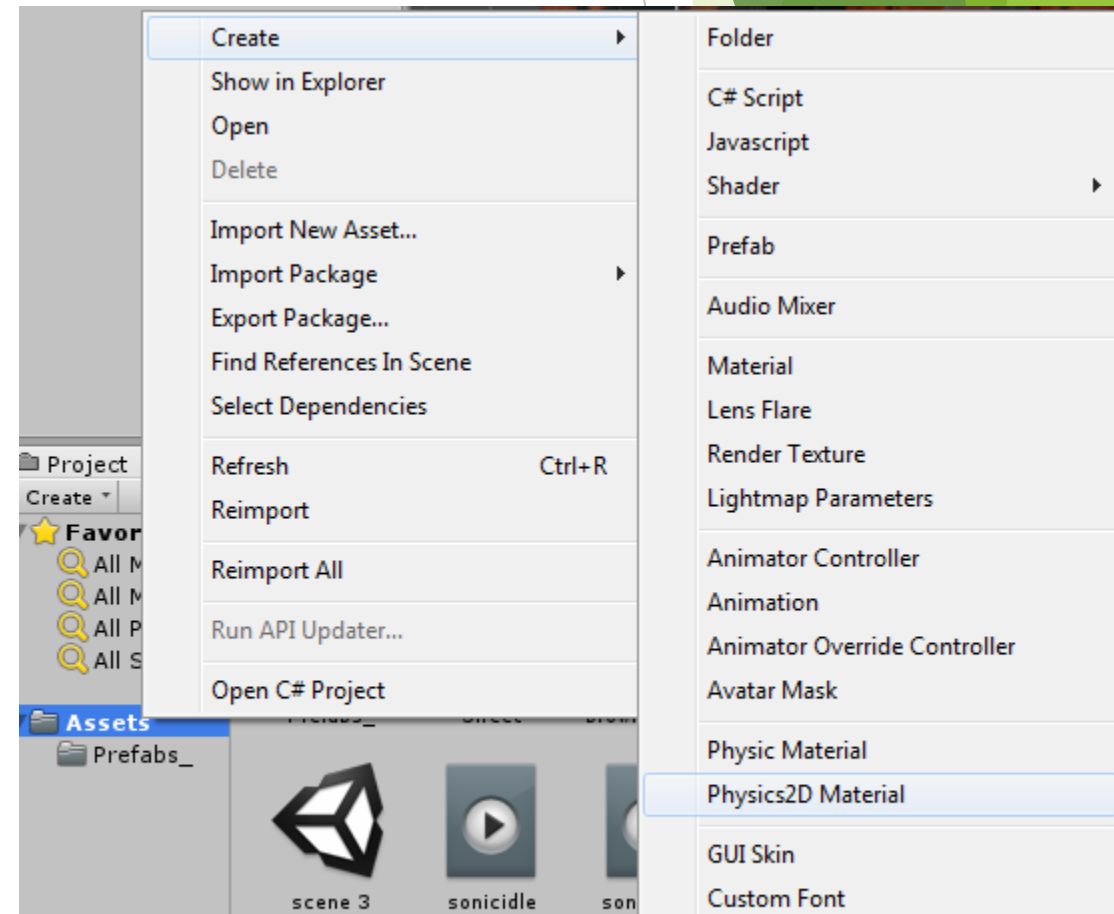 Create
Show in Explorer
Open
Delete
Import New Asset...
Import Package
Export Package...
Find References In Scene
Select Dependencies
Refresh Ctrl+R
Reimport
Reimport All
Run API Updater...
Open C# Project
Folder
C# Script
Javascript
Shader
Prefab
Audio Mixer
Material
Lens Flare
Render Texture
Lightmap Parameters
Animator Controller
Animation
Animator Override Controller
Avatar Mask
Physic Material
Physics2D Material
GUI Skin
Custom Font
Project
Create
Favor
All M
All M
All P
All S
Assets
Prefabs_
scene 3 sonicidle son